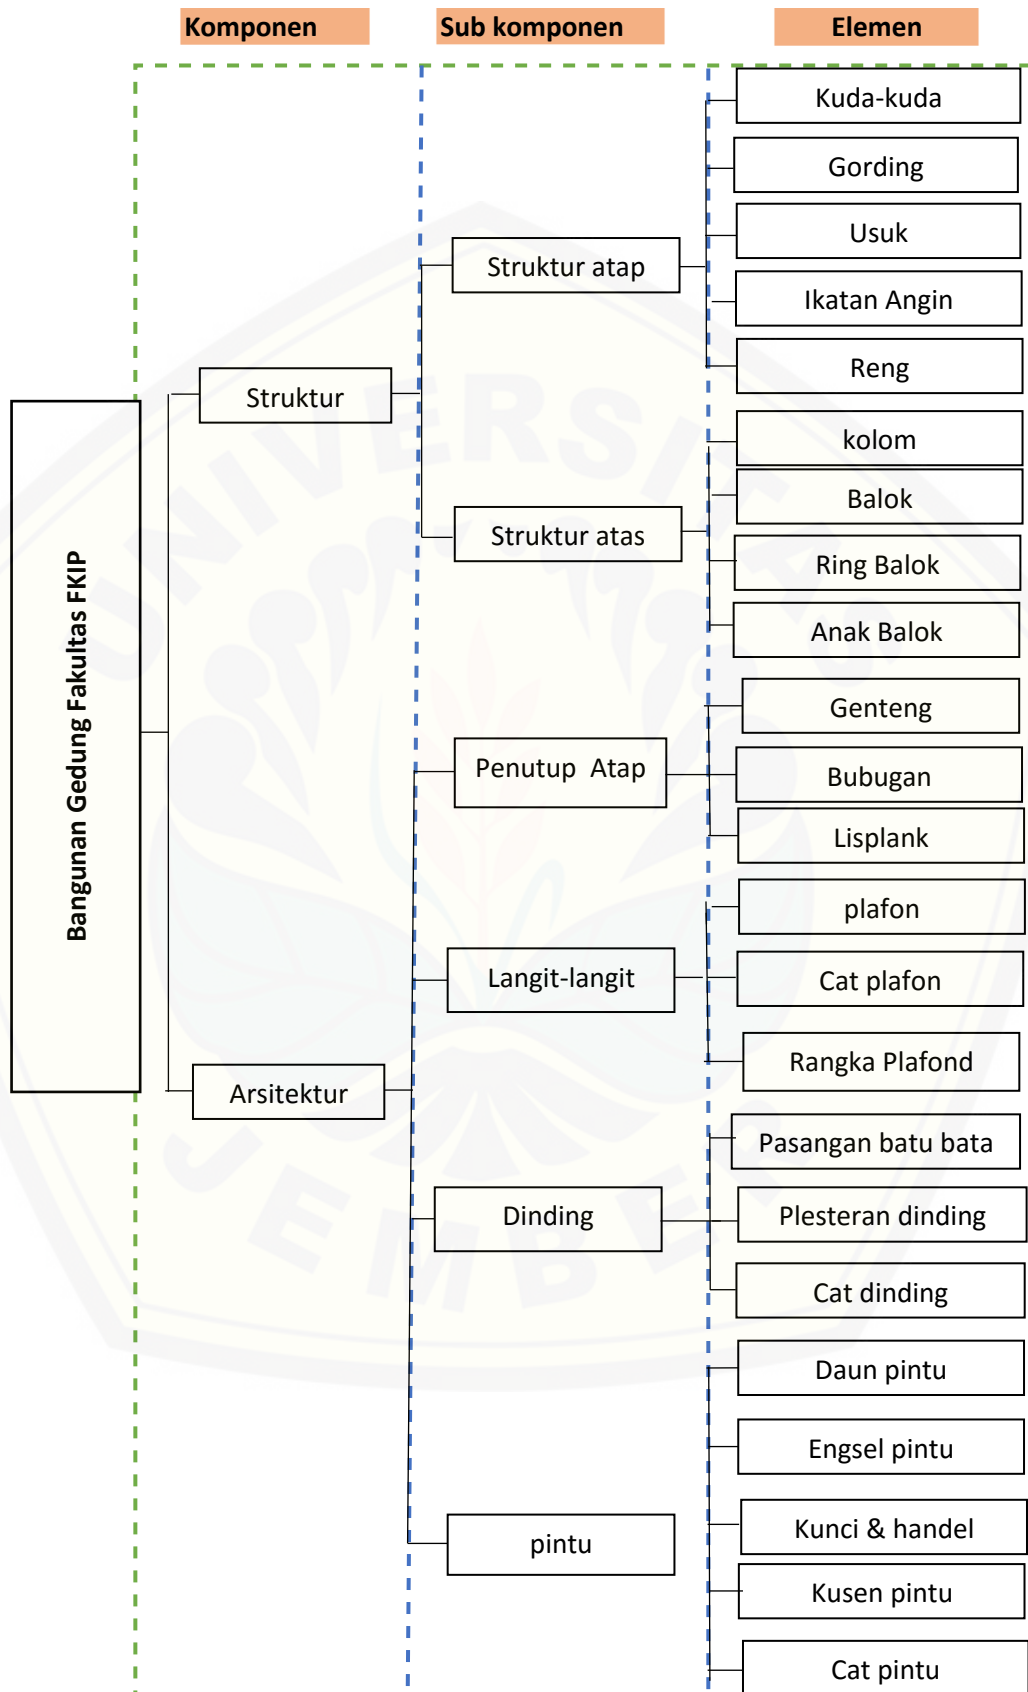 Komponen
Sub komponen
Elemen
Bangunan Gedung Fakultas FKIP
Struktur
Struktur atap
Kuda-kuda
Gording
Usuk
Ikatan Angin
Reng
Struktur atas
kolom
Balok
Ring Balok
Anak Balok
Arsitektur
Penutup  Atap
Genteng
Bubugan
Lisplank
Langit-langit
plafon
Cat plafon
Rangka Plafond
Dinding
Pasangan batu bata
Plesteran dinding
Cat dinding
pintu
Daun pintu
Engsel pintu
Kunci & handel
Kusen pintu
Cat pintu
UNIVERSITAS
JEMBER